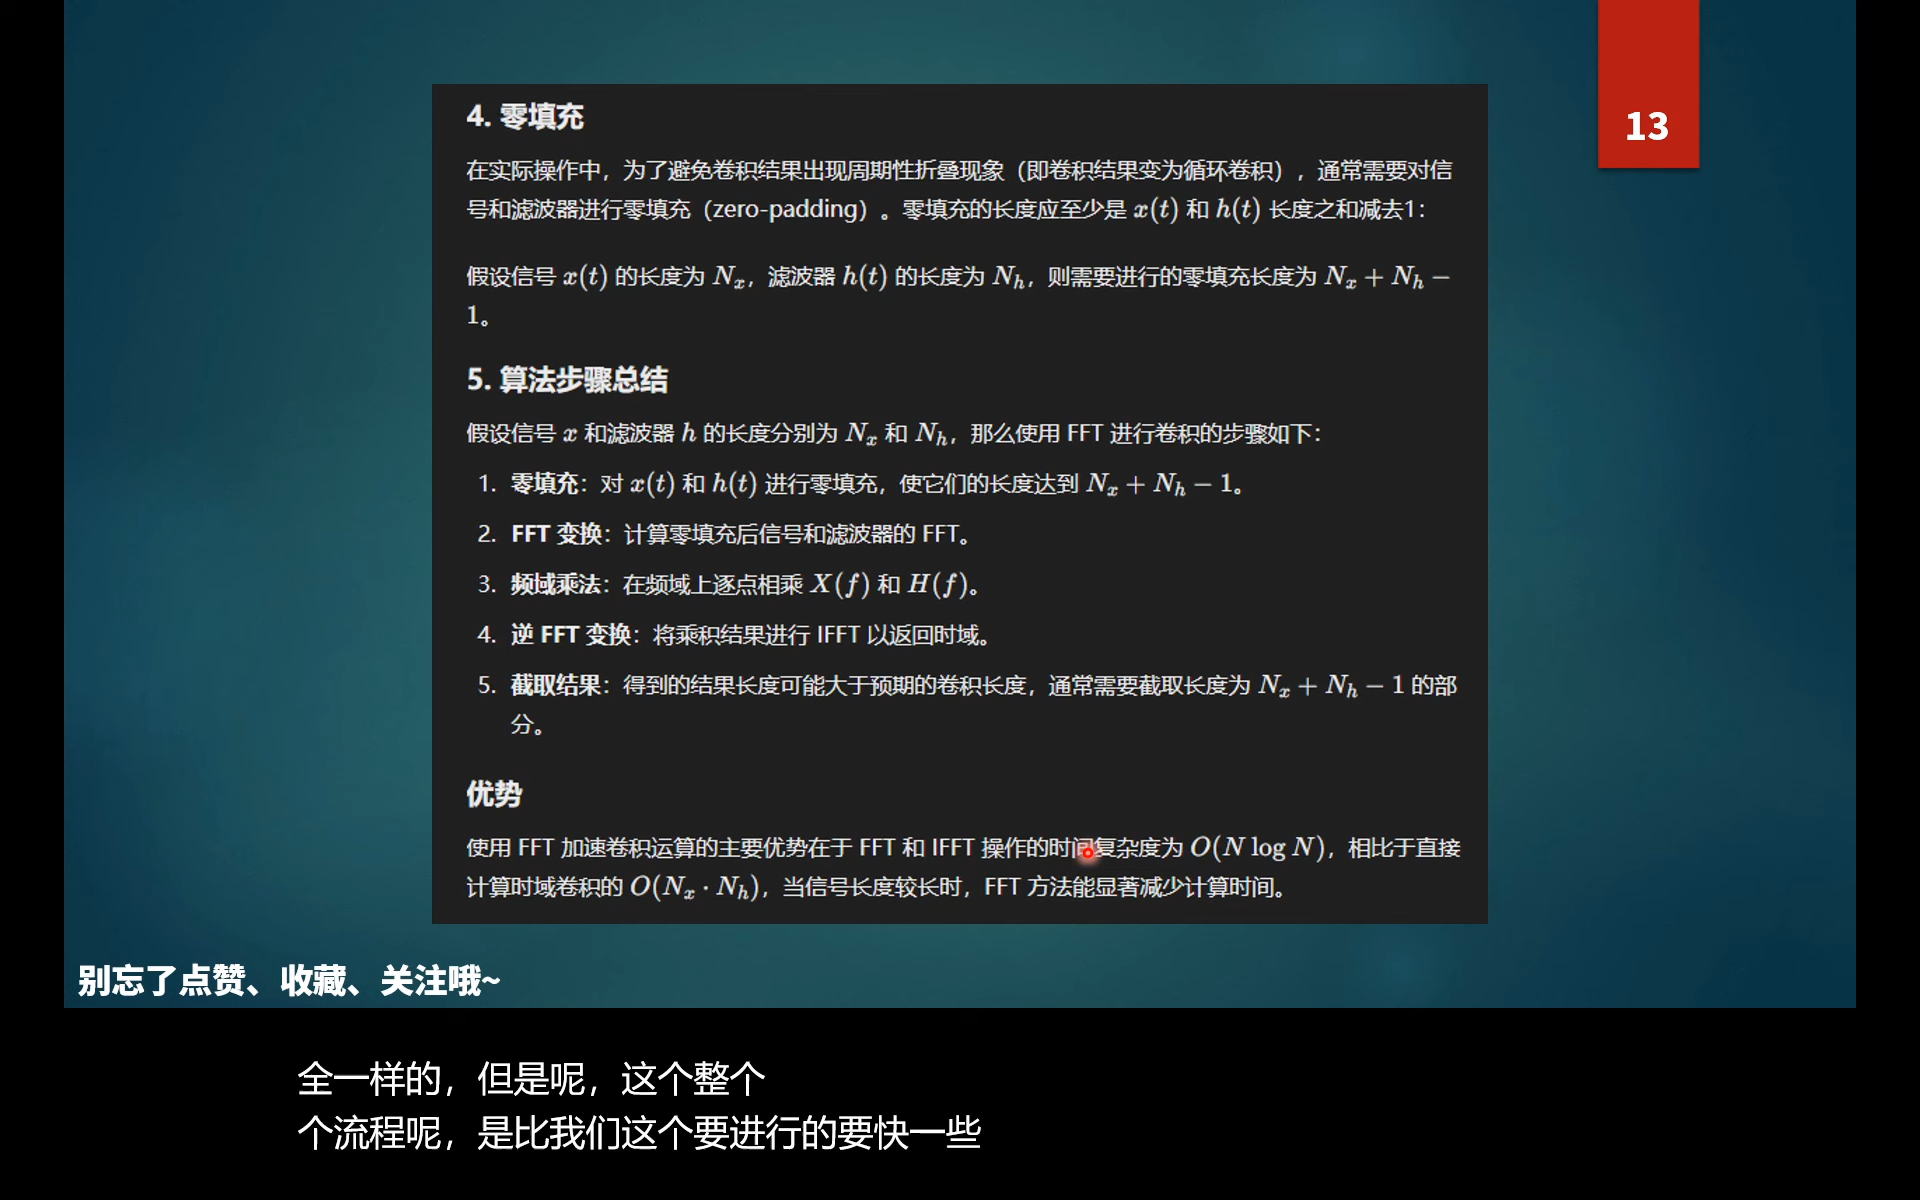 13
4. 零填充
在实际操作中，为了避免卷积结果出现周期性折叠现象（即卷积结果变为循环卷积），通常需要对信
号和滤波器进行零填充（zero-padding）。零填充的长度应至少是 x(t) 和 h(t) 长度之和减去1：
假设信号 x(t) 的长度为 Nₓ，滤波器 h(t) 的长度为 Nₕ，则需要进行的零填充长度为 Nₓ + Nₕ −
1。
5. 算法步骤总结
假设信号 x 和滤波器 h 的长度分别为 Nₓ 和 Nₕ，那么使用 FFT 进行卷积的步骤如下：
1. 零填充：对 x(t) 和 h(t) 进行零填充，使它们的长度达到 Nₓ + Nₕ − 1。
2. FFT 变换：计算零填充后信号和滤波器的 FFT。
3. 频域乘法：在频域上逐点相乘 X(f) 和 H(f)。
4. 逆 FFT 变换：将乘积结果进行 IFFT 以返回时域。
5. 截取结果：得到的结果长度可能大于预期的卷积长度，通常需要截取长度为 Nₓ + Nₕ − 1 的部
分。
优势
使用 FFT 加速卷积运算的主要优势在于 FFT 和 IFFT 操作的时间复杂度为 O(N log N)，相比于直接
计算时域卷积的 O(Nₓ · Nₕ)，当信号长度较长时，FFT 方法能显著减少计算时间。
别忘了点赞、收藏、关注哦~
全一样的，但是呢，这个整个
个流程呢，是比我们这个要进行的要快一些